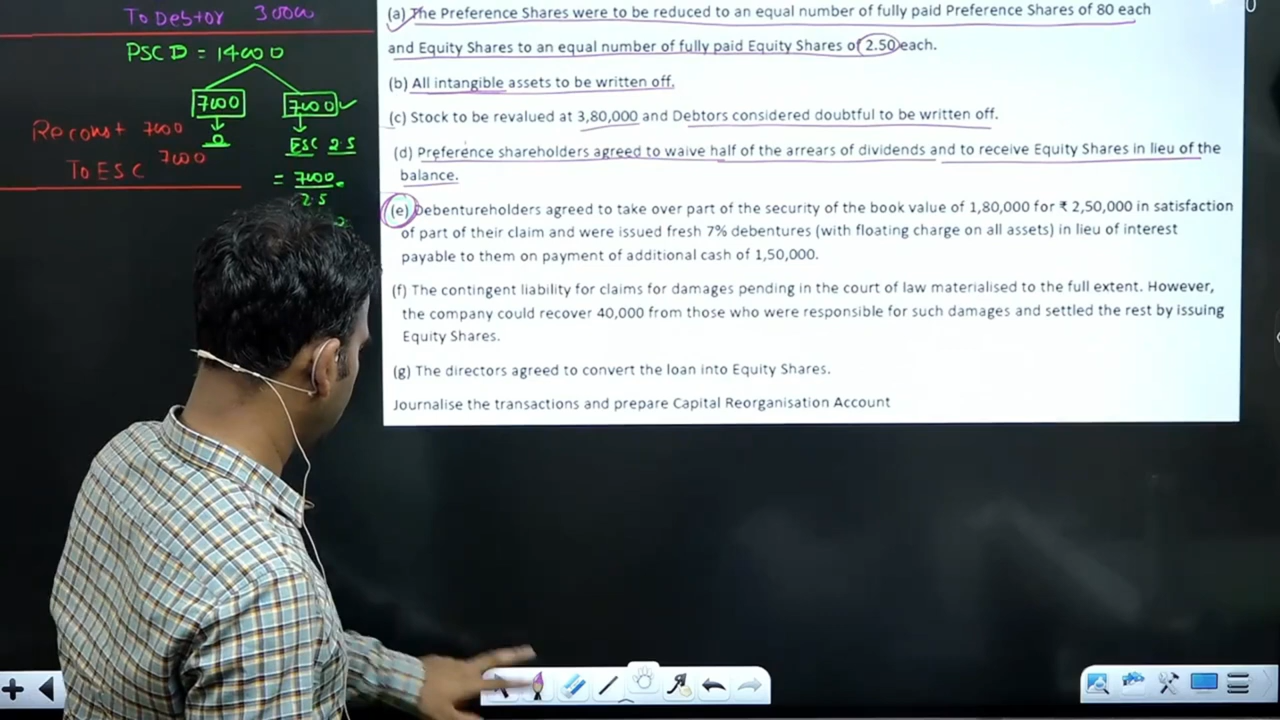 To Debtor 30000
PSCD = 14000
7000
7000
0
ESC 2.5
= 7000
2.5
Reconst 7000
To ESC 7000
(a) The Preference Shares were to be reduced to an equal number of fully paid Preference Shares of 80 each
and Equity Shares to an equal number of fully paid Equity Shares of 2.50 each.
(b) All intangible assets to be written off.
(c) Stock to be revalued at 3,80,000 and Debtors considered doubtful to be written off.
(d) Preference shareholders agreed to waive half of the arrears of dividends and to receive Equity Shares in lieu of the
balance.
(e) Debentureholders agreed to take over part of the security of the book value of 1,80,000 for ₹ 2,50,000 in satisfaction
of part of their claim and were issued fresh 7% debentures (with floating charge on all assets) in lieu of interest
payable to them on payment of additional cash of 1,50,000.
(f) The contingent liability for claims for damages pending in the court of law materialised to the full extent. However,
the company could recover 40,000 from those who were responsible for such damages and settled the rest by issuing
Equity Shares.
(g) The directors agreed to convert the loan into Equity Shares.
Journalise the transactions and prepare Capital Reorganisation Account